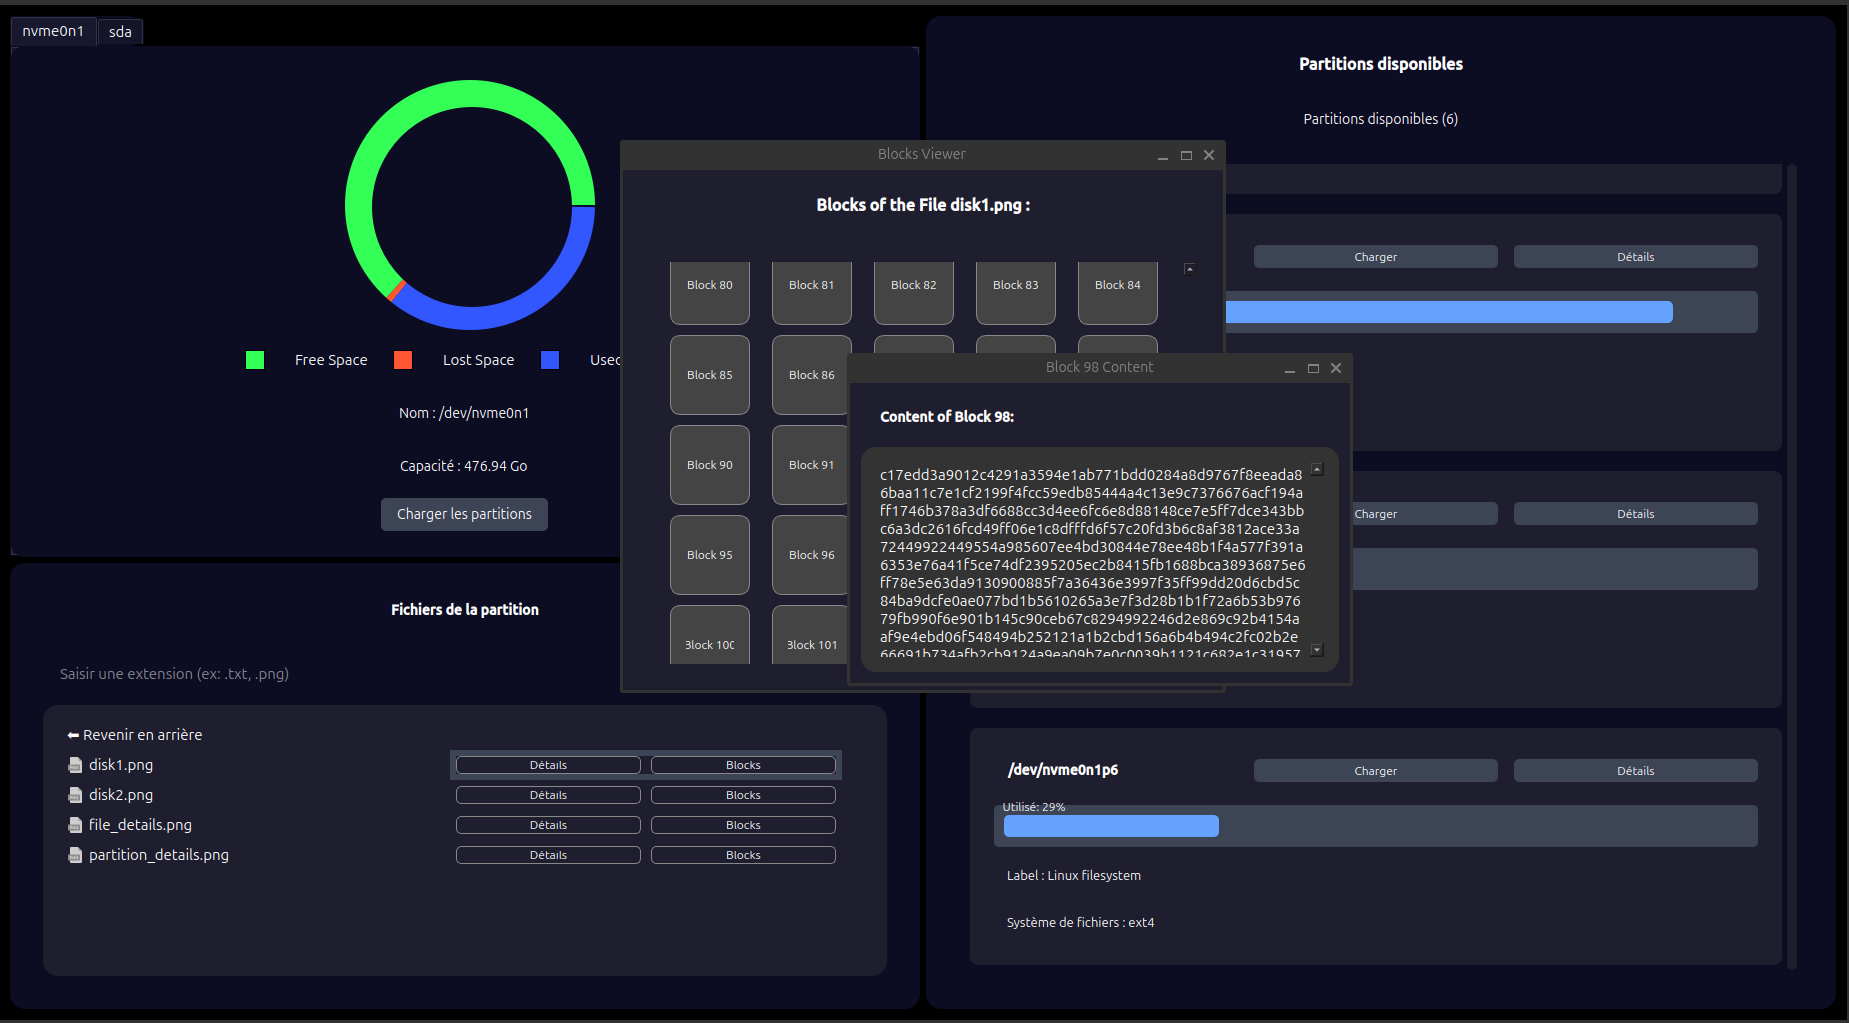 nvme0n1
sda
Free Space
Lost Space
Nom : /dev/nvme0n1
Capacité : 476.94 Go
Charger les partitions
Fichiers de la partition
Saisir une extension (ex: .txt, .png)
⬅ Revenir en arrière
disk1.png Détails Blocks
disk2.png Détails Blocks
file_details.png Détails Blocks
partition_details.png Détails Blocks
Blocks Viewer
Blocks of the File disk1.png :
Block 80 Block 81 Block 82 Block 83 Block 84
Block 85 Block 86
Block 90 Block 91
Block 95 Block 96
Block 100 Block 101
Block 98 Content
Content of Block 98:
c17edd3a9012c4291a3594e1ab771bdd0284a8d9767f8eeada8
6baa11c7e1cf2199f4fcc59edb85444a4c13e9c7376676acf194a
ff1746b378a3df6688cc3d4ee6fc6e8d88148ce7e5ff7dce343bb
c6a3dc2616fcd49ff06e1c8dfffd6f57c20fd3b6c8af3812ace33a
72449922449554a985607ee4bd30844e78ee48b1f4a577f391a
6353e76a41f5ce74df2395205ec2b8415fb1688bca38936875e6
ff78e5e63da9130900885f7a36436e3997f35ff99dd20d6cbd5c
84ba9dcfe0ae077bd1b5610265a3e7f3d28b1b1f72a6b53b976
79fb990f6e901b145c90ceb67c8294992246d2e869c92b4154a
af9e4ebd06f548494b252121a1b2cbd156a6b4b494c2fc02b2e
66691b734afb2cb9124a9ea09b7e0c0039b1121c682e1c31957
Partitions disponibles
Partitions disponibles (6)
Charger Détails
Charger Détails
/dev/nvme0n1p6 Charger Détails
Utilisé: 29%
Label : Linux filesystem
Système de fichiers : ext4